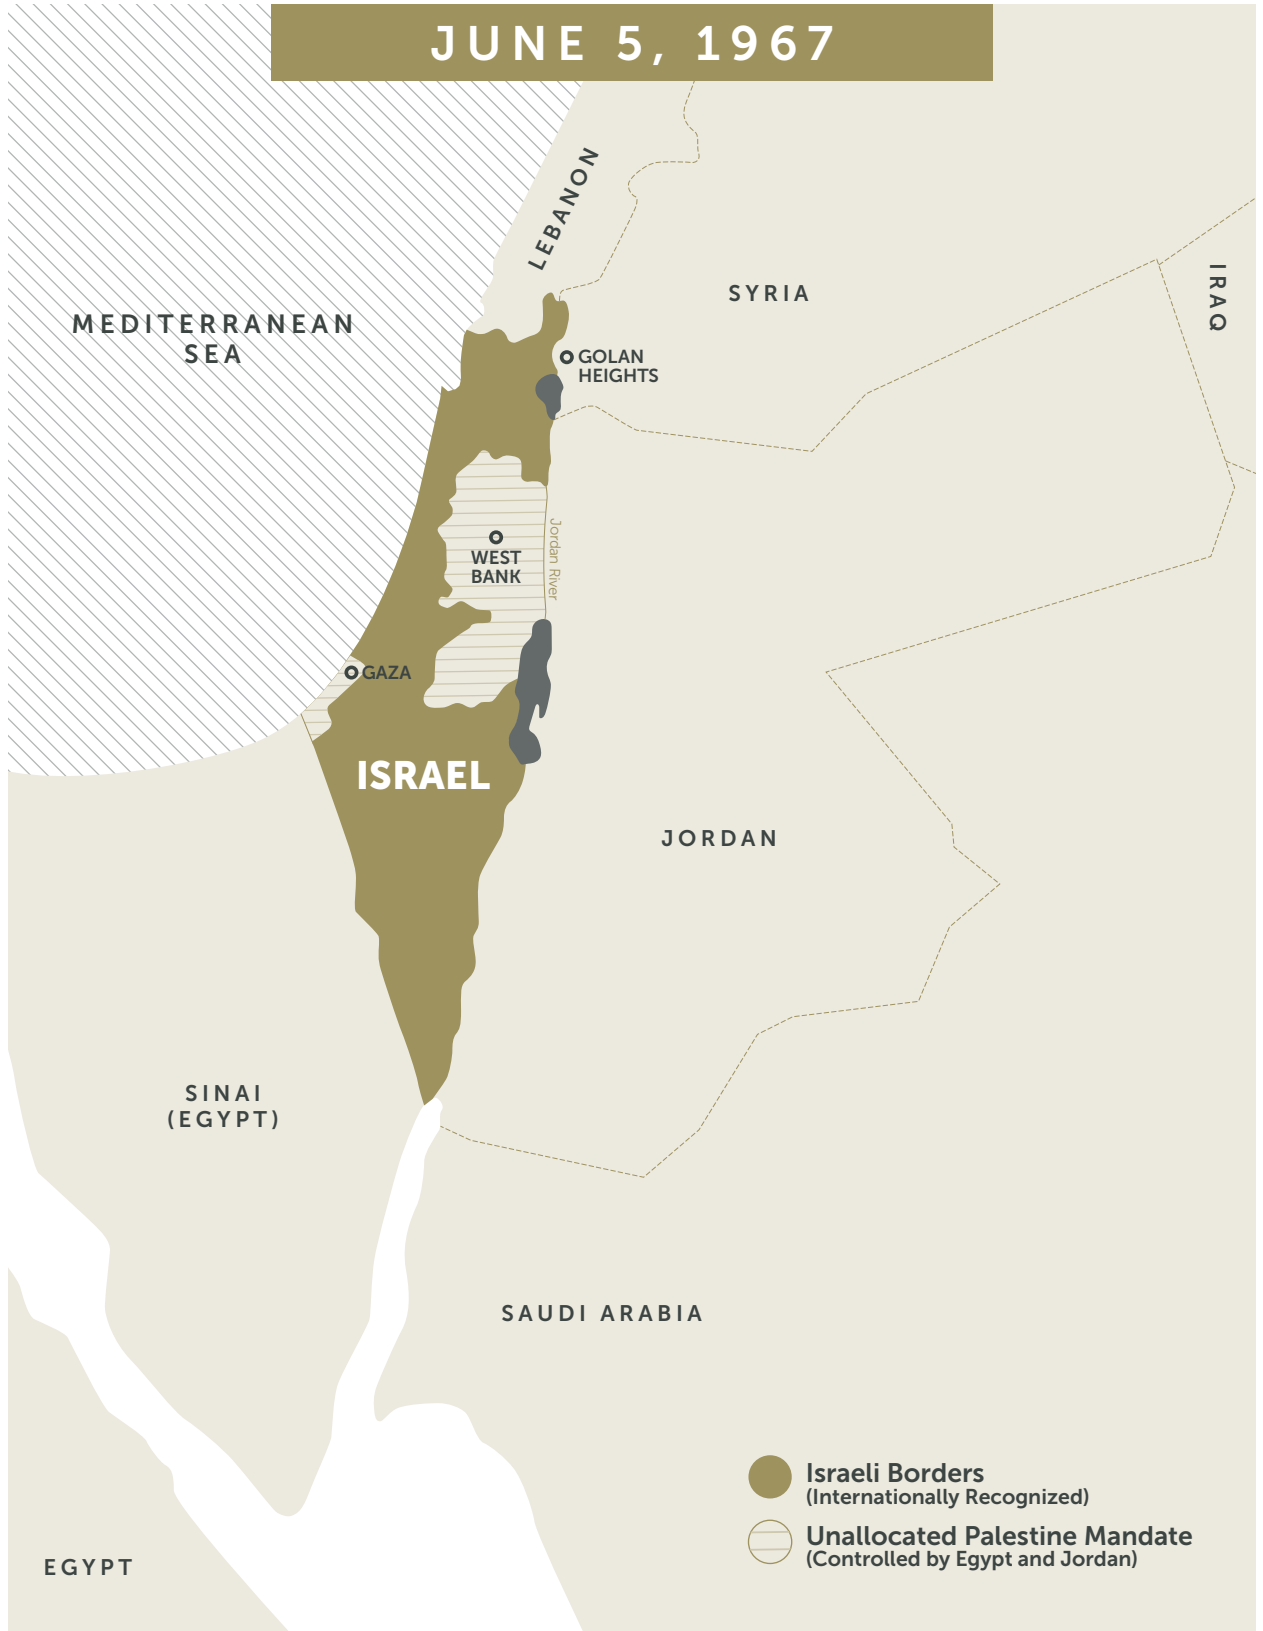 JUNE 5, 1967
LEBANON
SYRIA
IRAQ
MEDITERRANEAN
SEA
GOLAN
HEIGHTS
Jordan River
WEST
BANK
GAZA
ISRAEL
JORDAN
SINAI
(EGYPT)
SAUDI ARABIA
EGYPT
Israeli Borders
(Internationally Recognized)
Unallocated Palestine Mandate
(Controlled by Egypt and Jordan)